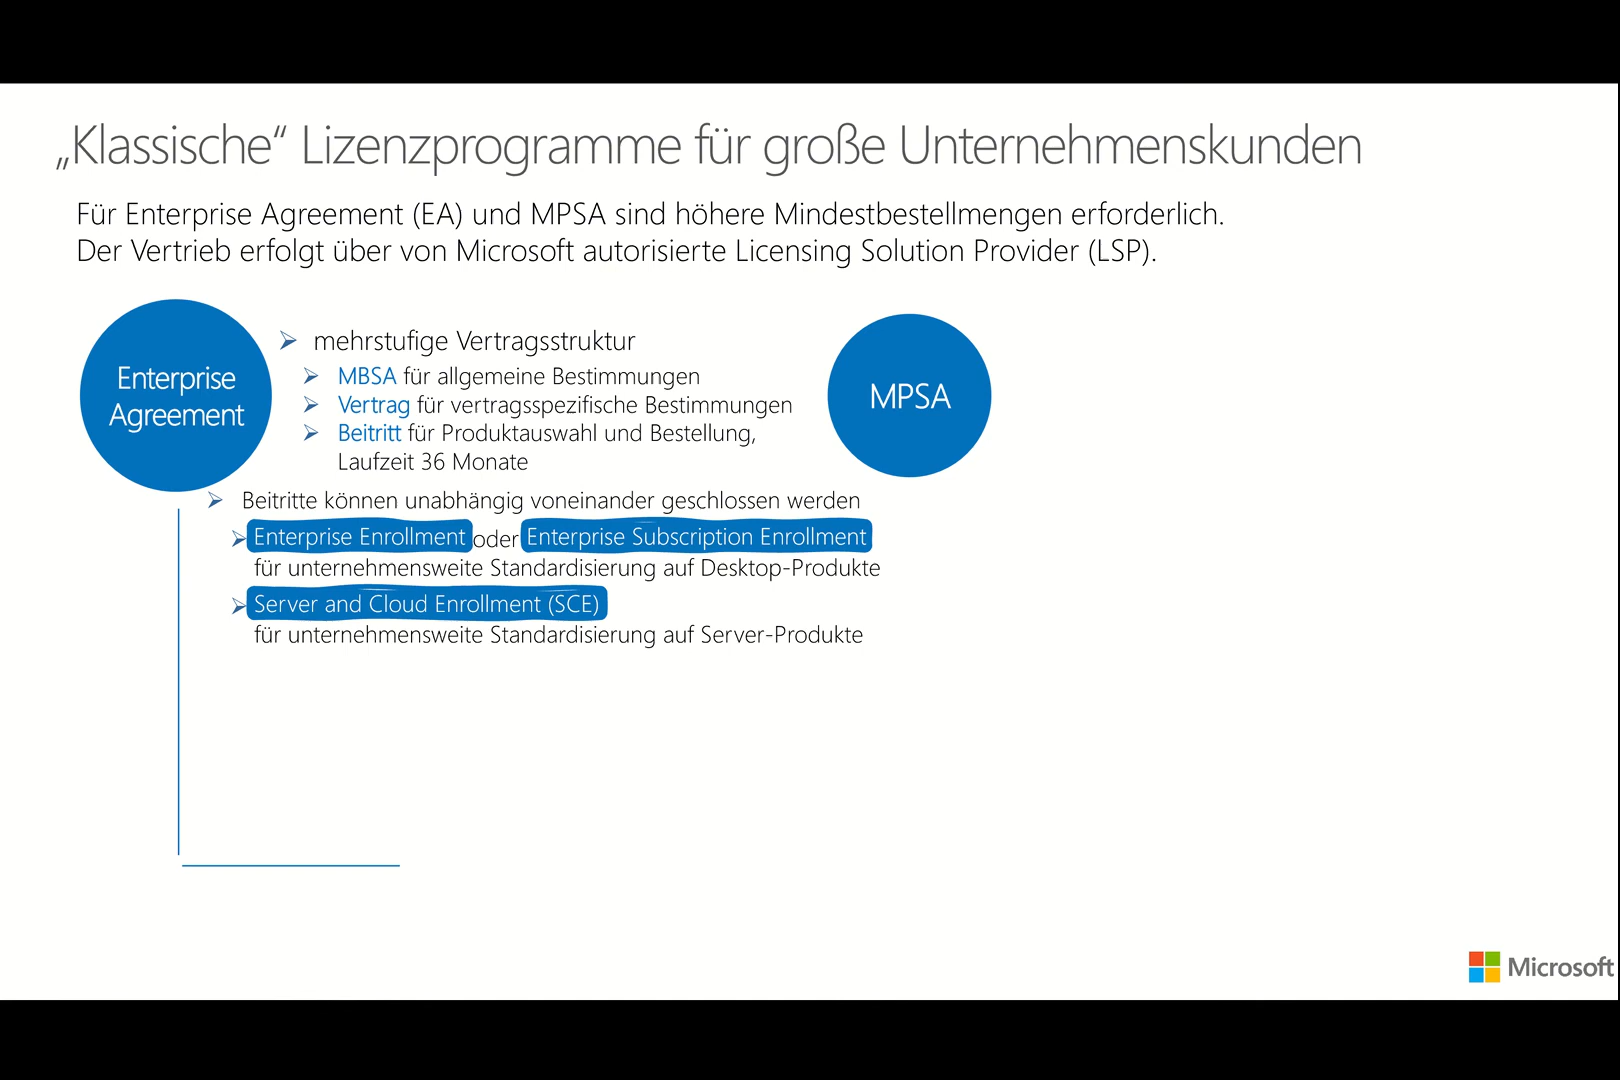 „Klassische“ Lizenzprogramme für große Unternehmenskunden
Für Enterprise Agreement (EA) und MPSA sind höhere Mindestbestellmengen erforderlich.
Der Vertrieb erfolgt über von Microsoft autorisierte Licensing Solution Provider (LSP).
Enterprise
Agreement
mehrstufige Vertragsstruktur
MBSA für allgemeine Bestimmungen
Vertrag für vertragsspezifische Bestimmungen
Beitritt für Produktauswahl und Bestellung,
Laufzeit 36 Monate
MPSA
Beitritte können unabhängig voneinander geschlossen werden
Enterprise Enrollment oder Enterprise Subscription Enrollment
für unternehmensweite Standardisierung auf Desktop-Produkte
Server and Cloud Enrollment (SCE)
für unternehmensweite Standardisierung auf Server-Produkte
Microsoft